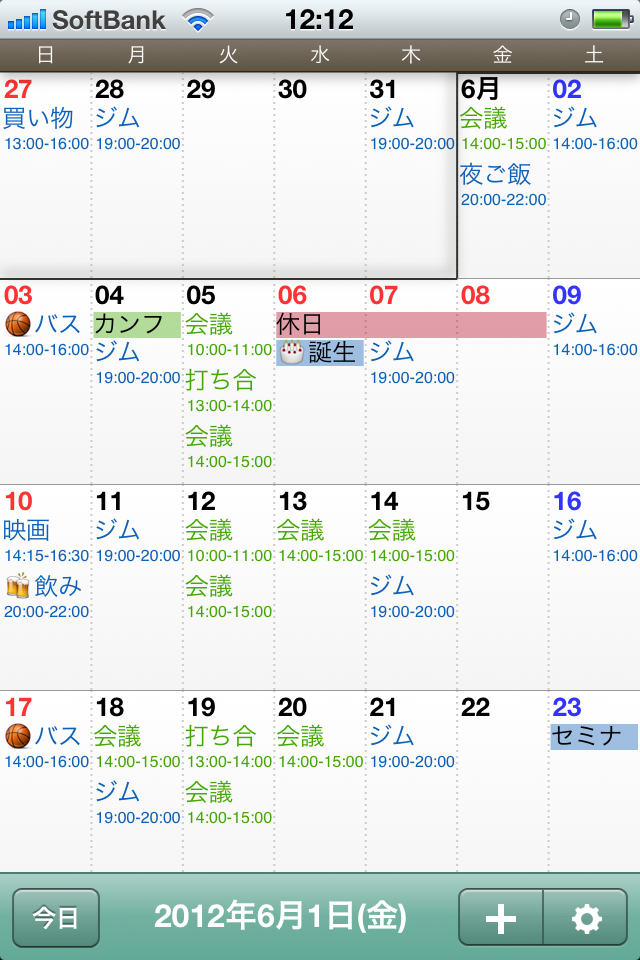 SoftBank 12:12
日 月 火 水 木 金 土
27 28 29 30 31 6月 02
買い物 ジム ジム 会議 ジム
13:00-16:00 19:00-20:00 19:00-20:00 14:00-15:00 14:00-16:00
夜ご飯
20:00-22:00
03 04 05 06 07 08 09
バス カンフ 会議 休日 ジム
14:00-16:00 ジム 10:00-11:00 誕生 ジム 14:00-16:00
19:00-20:00 打ち合 19:00-20:00
13:00-14:00
会議
14:00-15:00
10 11 12 13 14 15 16
映画 ジム 会議 会議 会議 ジム
14:15-16:30 19:00-20:00 10:00-11:00 14:00-15:00 14:00-15:00 14:00-16:00
飲み 会議 ジム
20:00-22:00 14:00-15:00 19:00-20:00
17 18 19 20 21 22 23
バス 会議 打ち合 会議 ジム セミナ
14:00-16:00 14:00-15:00 13:00-14:00 14:00-15:00 19:00-20:00
ジム 会議
19:00-20:00 14:00-15:00
今日 2012年6月1日(金)